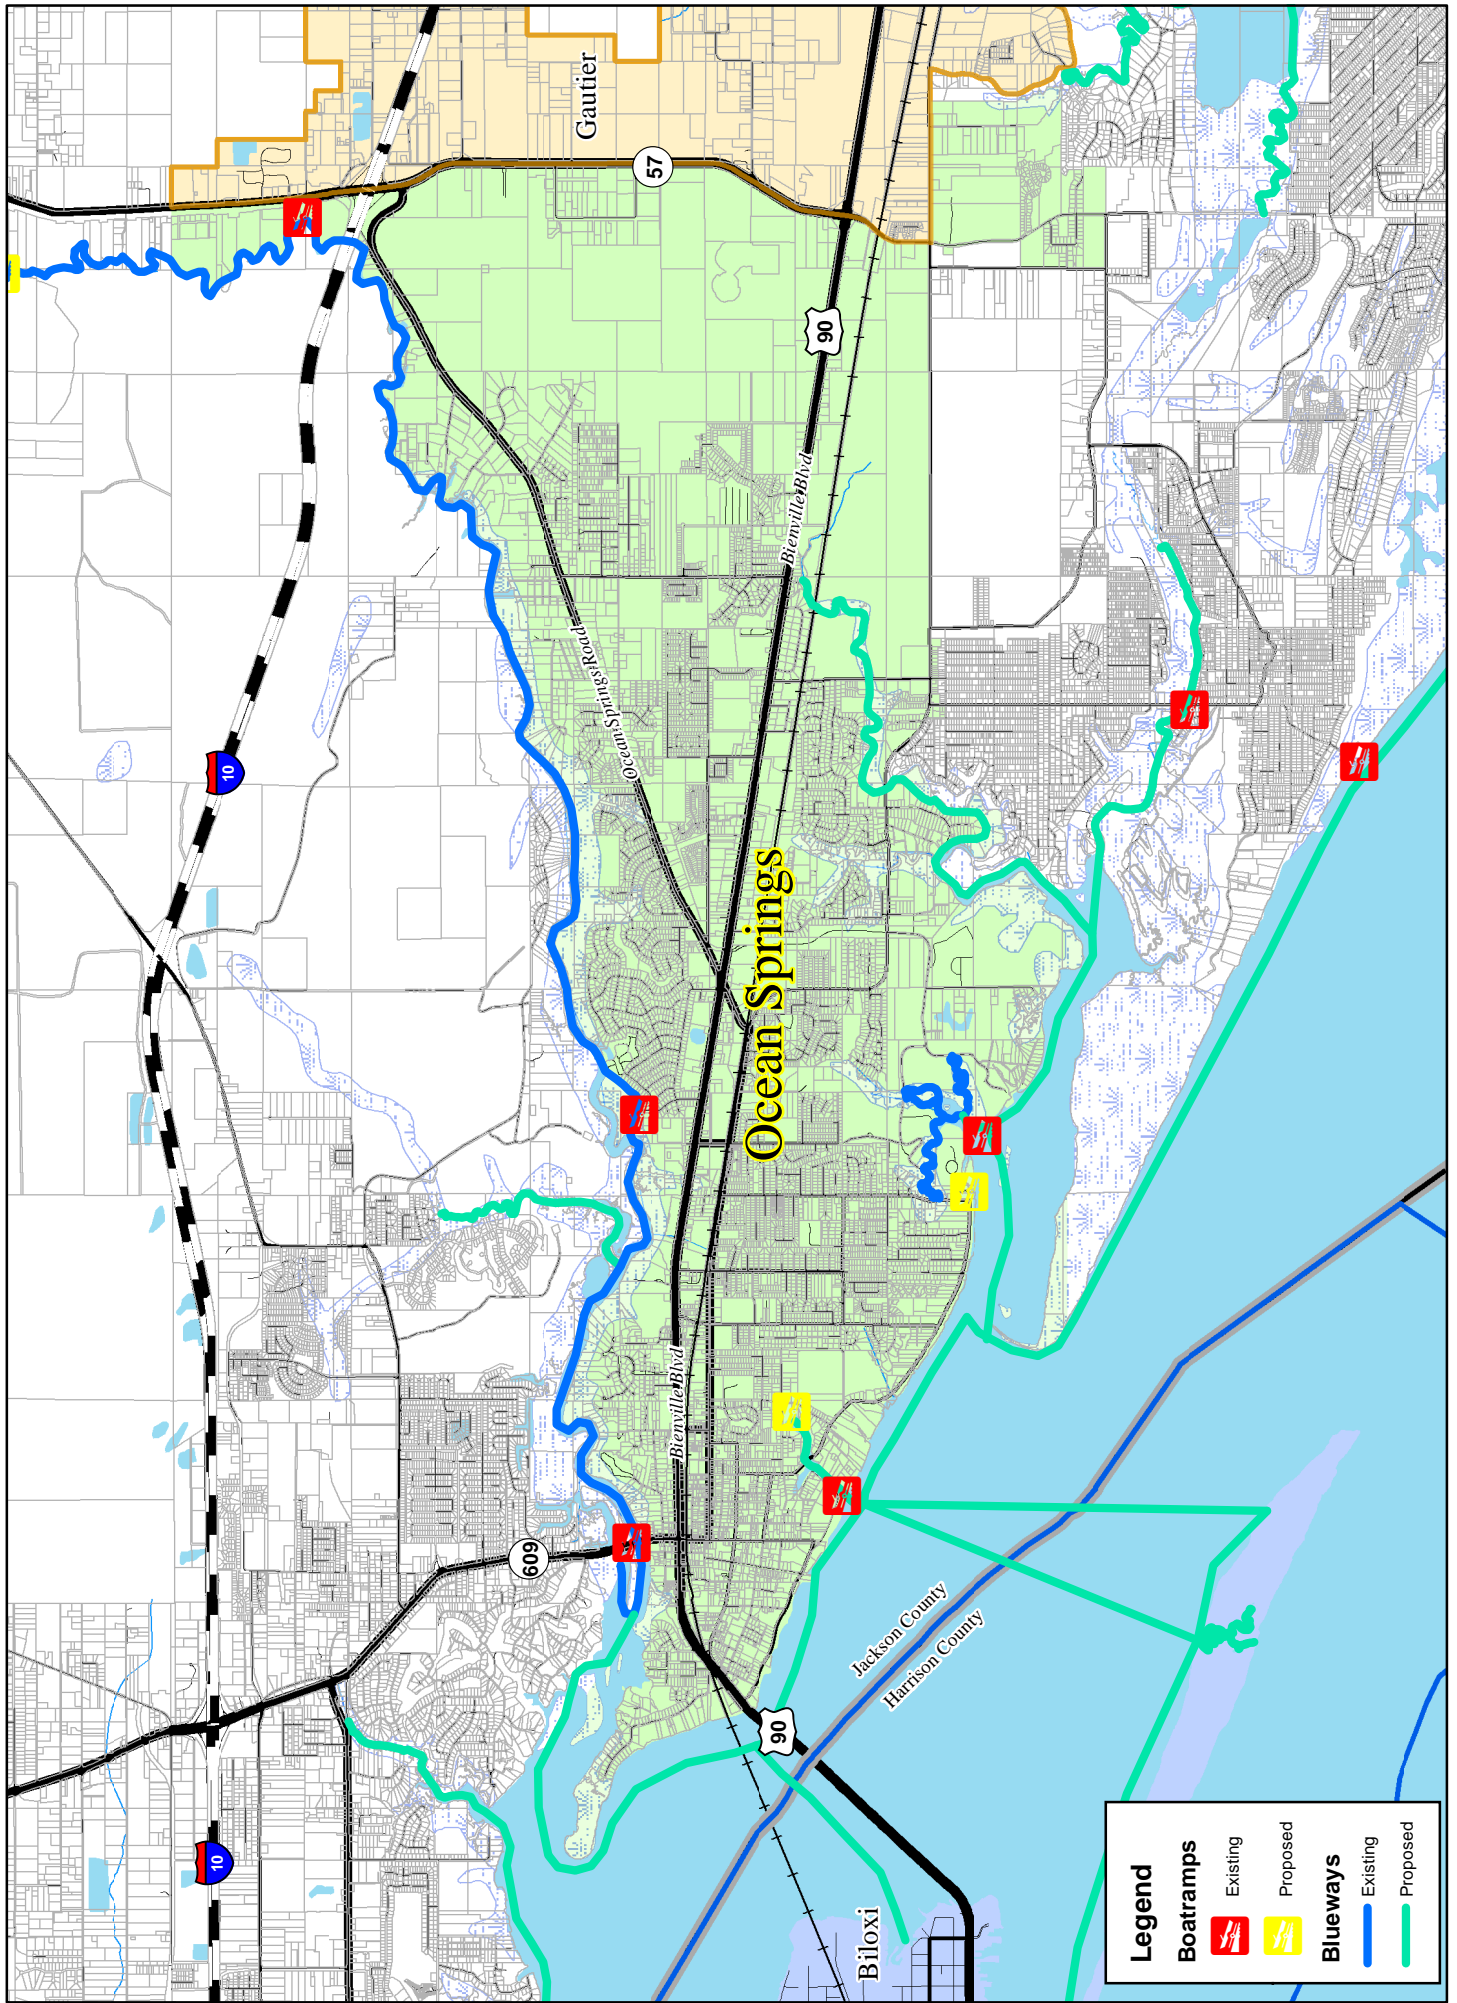 Gautier
57
90
10
Bienville Blvd
Ocean Springs Road
Ocean Springs
Bienville Blvd
609
Jackson County
Harrison County
90
10
Biloxi
Legend
Boatramps
Existing
Proposed
Blueways
Existing
Proposed